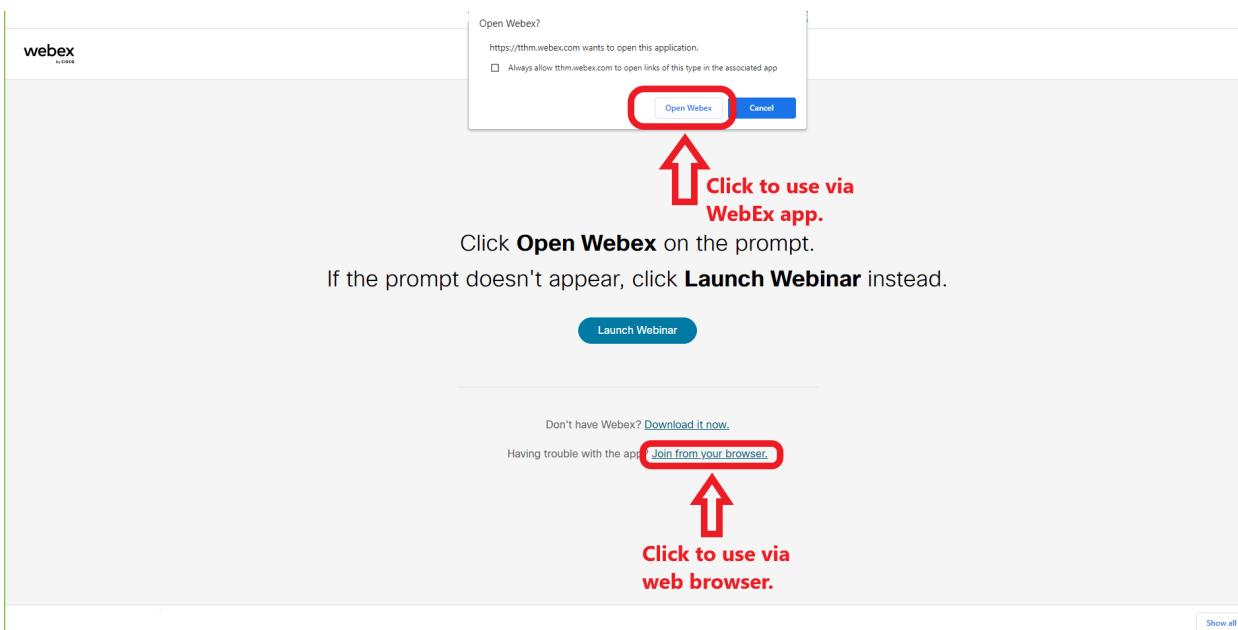 Open Webex?
https://tthm.webex.com wants to open this application.
Always allow tthm.webex.com to open links of this type in the associated app
webex
by CISCO
Open Webex
Cancel
Click to use via
WebEx app.
Click Open Webex on the prompt.
If the prompt doesn't appear, click Launch Webinar instead.
Launch Webinar
Don't have Webex? Download it now.
Having trouble with the app? Join from your browser.
Click to use via
web browser.
Show all